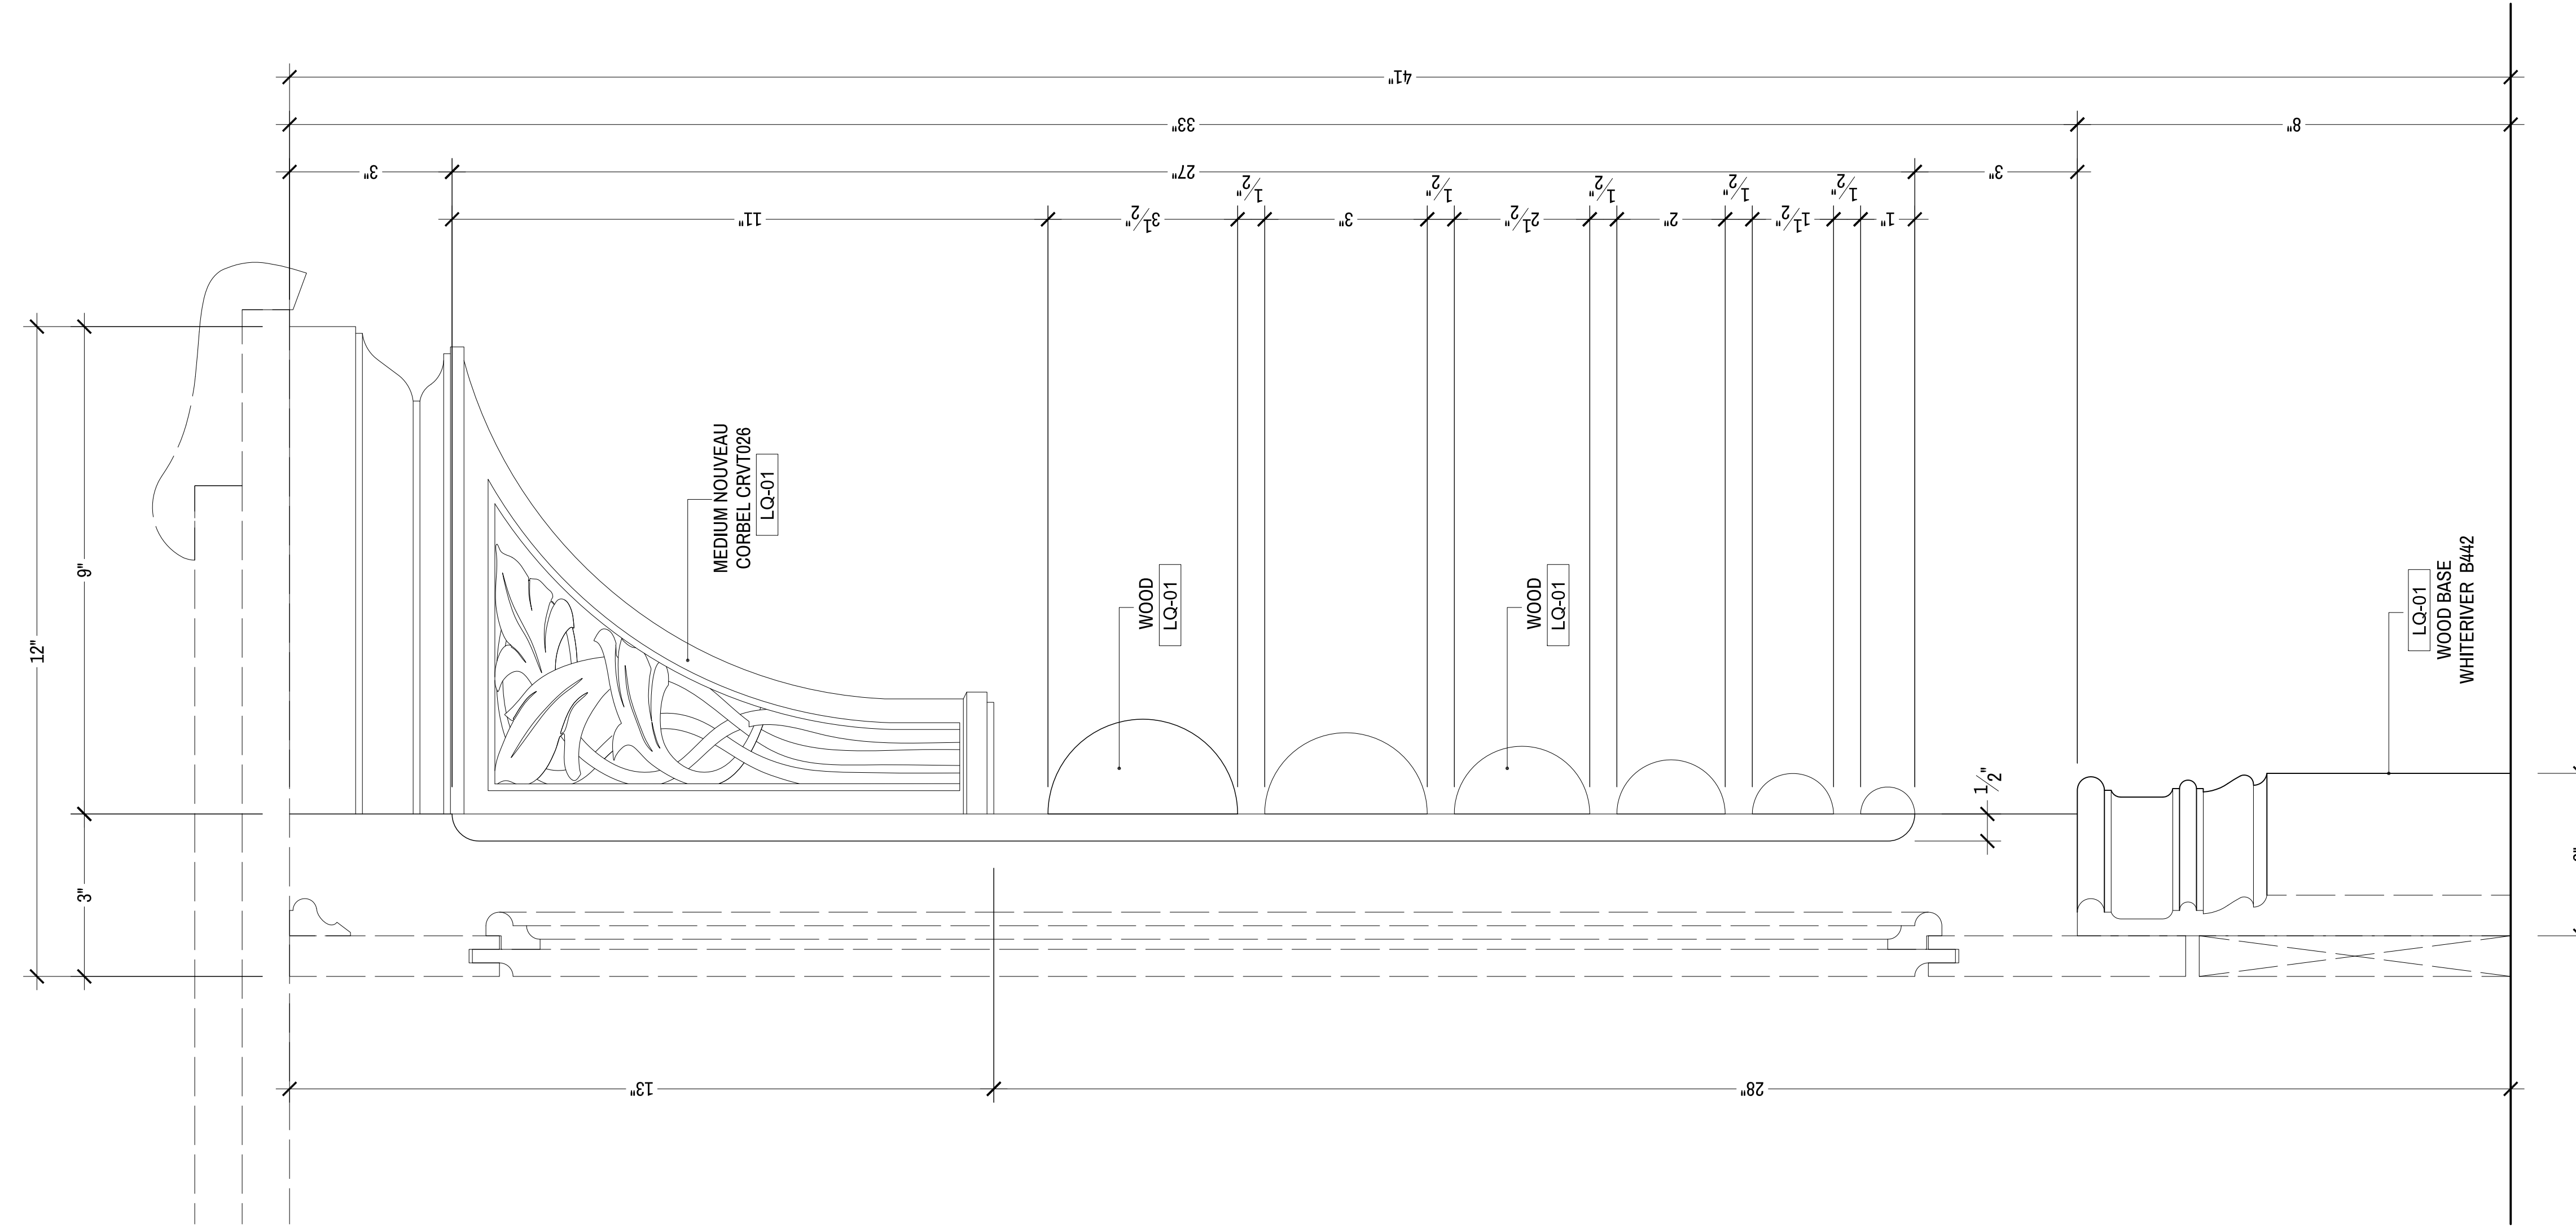 41"
33"
8"
3"
27"
3"
11"
3 1/2"
1/2"
3"
1/2"
2 1/2"
1/2"
2"
1/2"
1 1/2"
1/2"
1"
12"
9"
3"
MEDIUM NOUVEAU
CORBEL CRVT026
LQ-01
WOOD
LQ-01
WOOD
LQ-01
LQ-01
WOOD BASE
WHITERIVER B442
1/2"
13"
28"